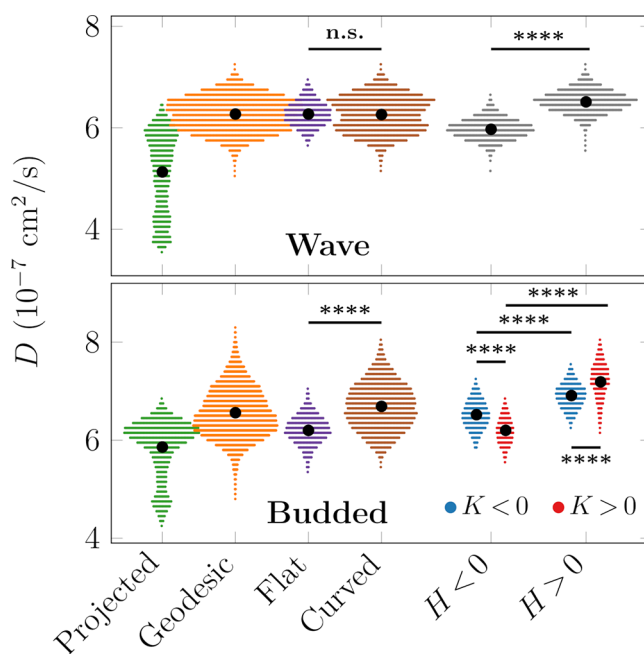 D (10⁻⁷ cm²/s)
8
n.s.
****
6
4
Wave
8
****
****
****
****
6
****
K < 0
K > 0
Budded
4
Projected
Geodesic
Flat
Curved
H < 0
H > 0